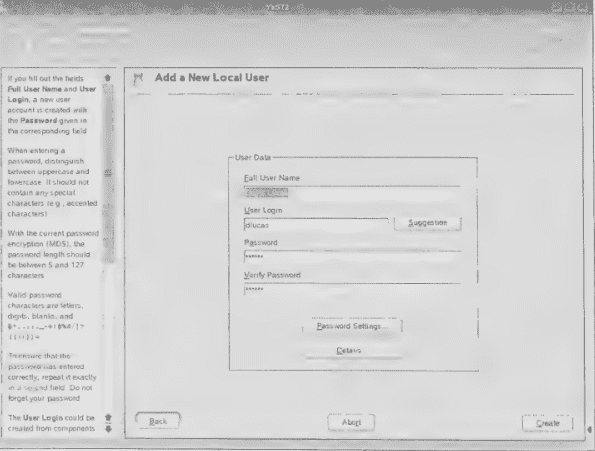 YaST2
If you fill out the fields
Full User Name and User
Login, a new user
account is created with
the Password given in
the corresponding field
When entering a
password, distinguish
between uppercase and
lowercase. It should not
contain any special
characters (e.g., accented
characters)
With the current password
encryption (MD5), the
password length should
be between 5 and 127
characters
Valid password
characters are letters,
digits, blanks, and
To ensure that the
password was entered
correctly, repeat it exactly
in a second field. Do not
forget your password
The User Login could be
created from components
Add a New Local User
User Data
Full User Name
User Login
dlucas
Suggestion
Password
******
Verify Password
******
Password Settings...
Details
Back
Abort
Create